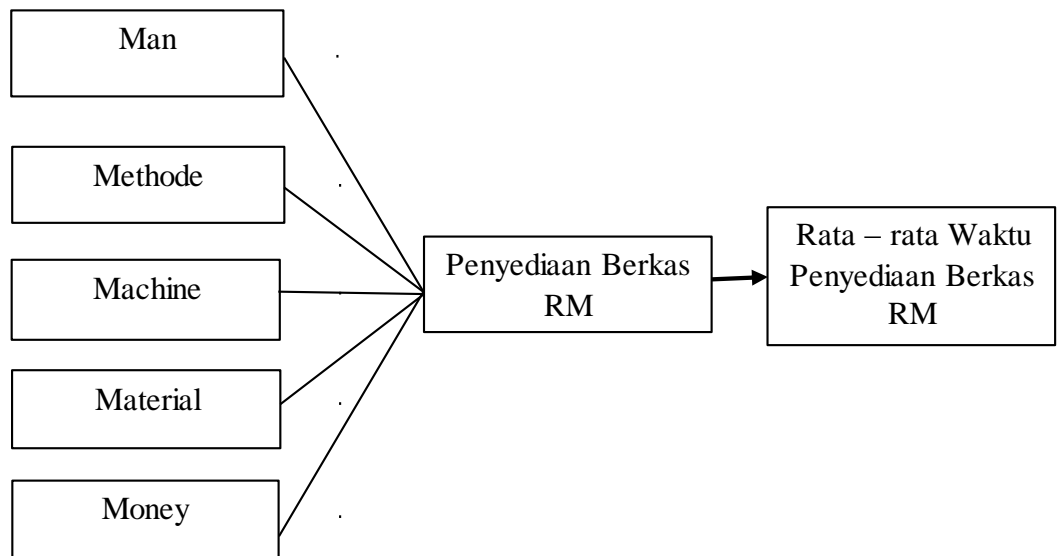 Man
Methode
Machine
Material
Money
Penyediaan Berkas
RM
Rata – rata Waktu
Penyediaan Berkas
RM